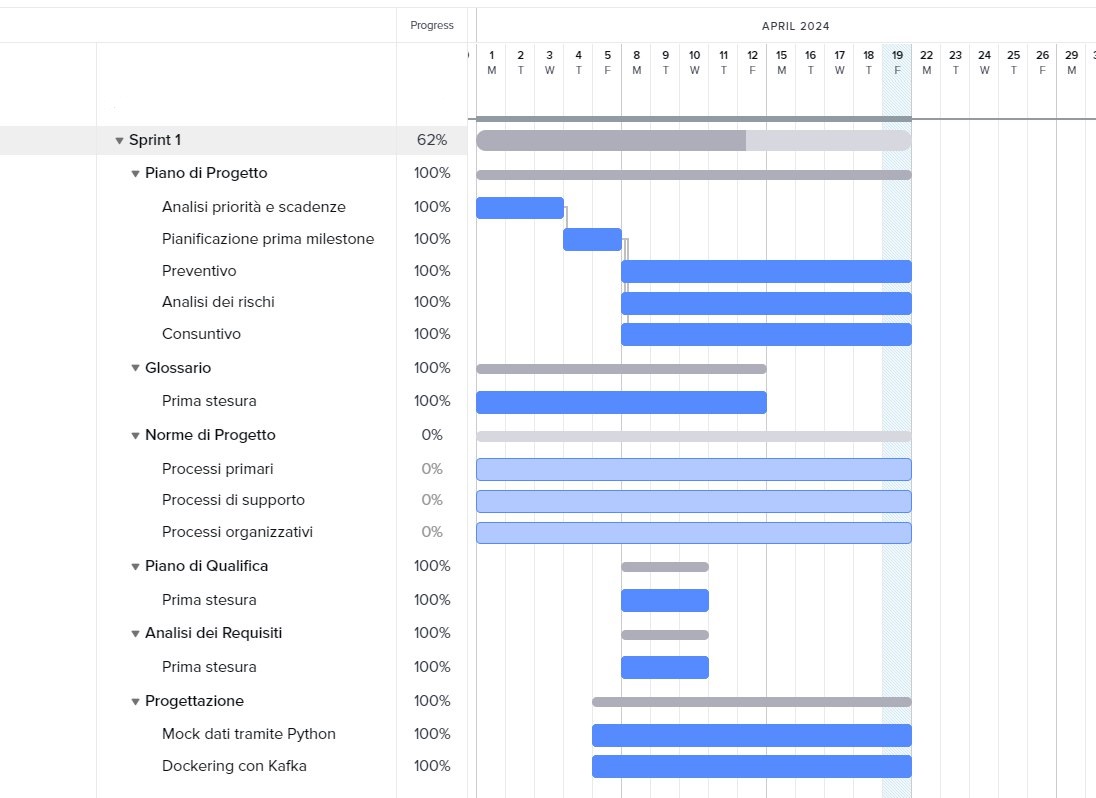 Progress
APRIL 2024
1 2 3 4 5 8 9 10 11 12 15 16 17 18 19 22 23 24 25 26 29
M T W T F M T W T F M T W T F M T W T F M
Sprint 1 62%
Piano di Progetto 100%
Analisi priorità e scadenze 100%
Pianificazione prima milestone 100%
Preventivo 100%
Analisi dei rischi 100%
Consuntivo 100%
Glossario 100%
Prima stesura 100%
Norme di Progetto 0%
Processi primari 0%
Processi di supporto 0%
Processi organizzativi 0%
Piano di Qualifica 100%
Prima stesura 100%
Analisi dei Requisiti 100%
Prima stesura 100%
Progettazione 100%
Mock dati tramite Python 100%
Dockering con Kafka 100%